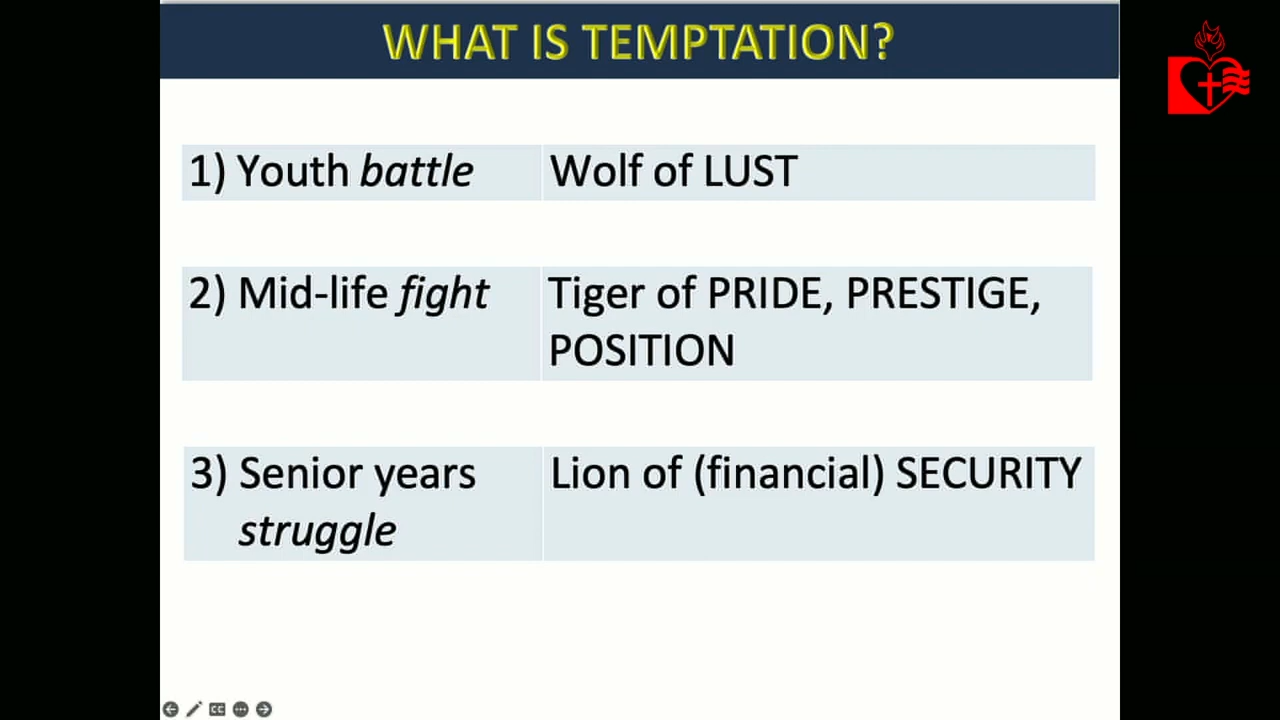 WHAT IS TEMPTATION?
1) Youth battle Wolf of LUST
2) Mid-life fight Tiger of PRIDE, PRESTIGE,
POSITION
3) Senior years Lion of (financial) SECURITY
struggle
CC